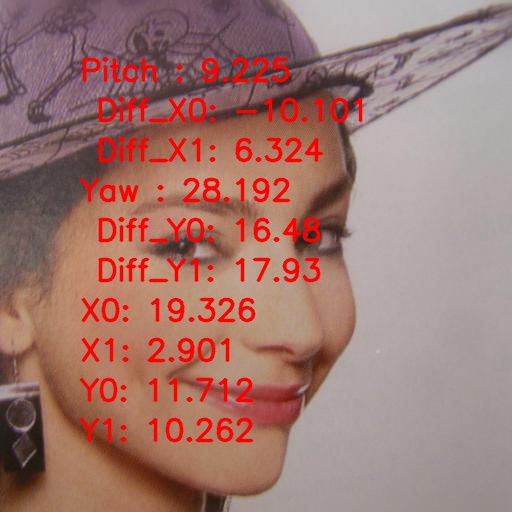 Pitch : 9.225
Diff_X0: -10.101
Diff_X1: 6.324
Yaw : 28.192
Diff_Y0: 16.48
Diff_Y1: 17.93
X0: 19.326
X1: 2.901
Y0: 11.712
Y1: 10.262